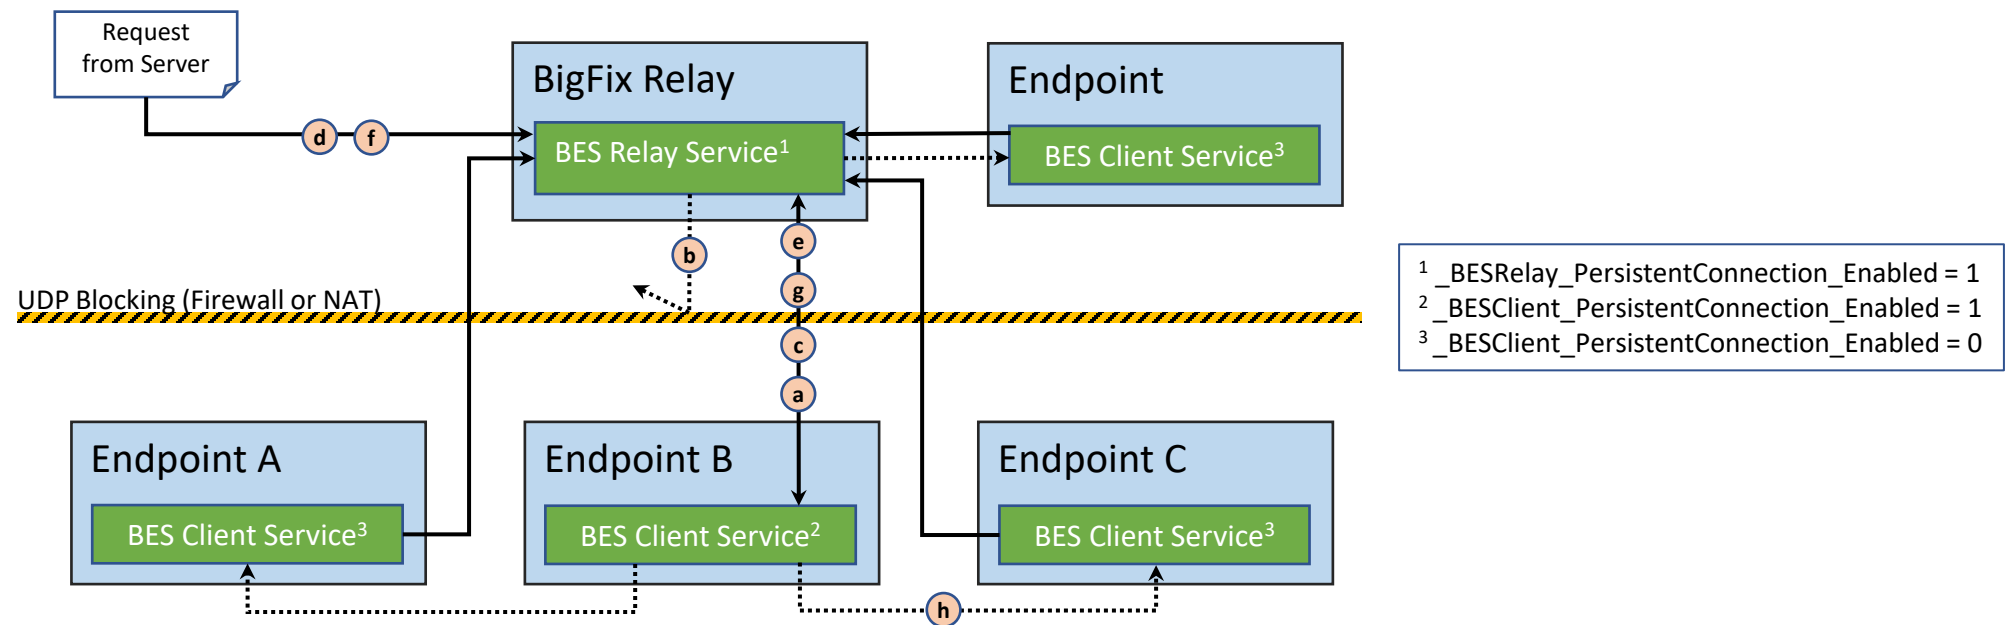 Request
from Server
BigFix Relay
Endpoint
d
f
BES Relay Service¹
BES Client Service³
e
b
g
UDP Blocking (Firewall or NAT)
c
a
¹ _BESRelay_PersistentConnection_Enabled = 1
² _BESClient_PersistentConnection_Enabled = 1
³ _BESClient_PersistentConnection_Enabled = 0
Endpoint A
Endpoint B
Endpoint C
BES Client Service³
BES Client Service²
BES Client Service³
h